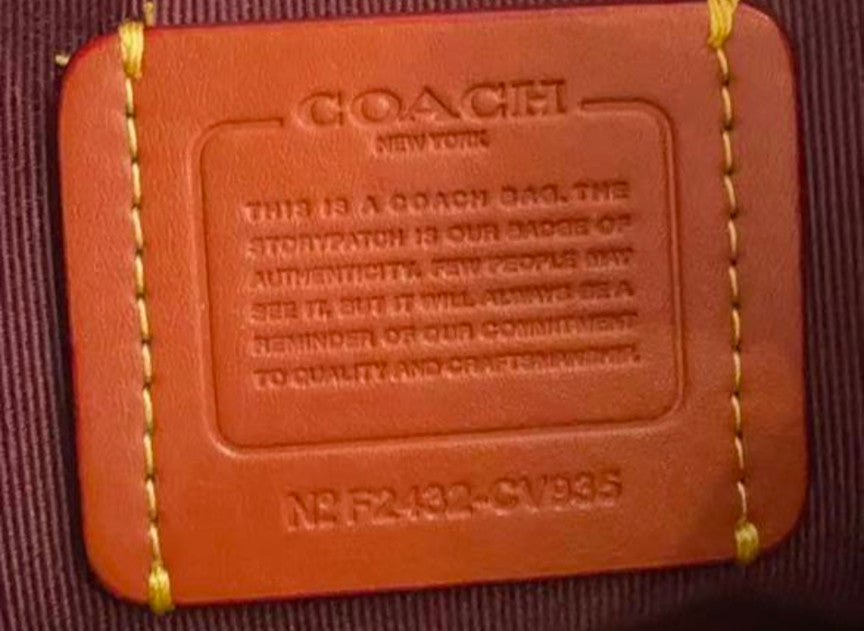 COACH
NEW YORK
THIS IS A COACH BAG. THE
STORYPATCH IS OUR BADGE OF
AUTHENTICITY. FEW PEOPLE MAY
SEE IT, BUT IT WILL ALWAYS BE A
REMINDER OF OUR COMMITMENT
TO QUALITY AND CRAFTSMANSHIP.
Nº F2432-CV935